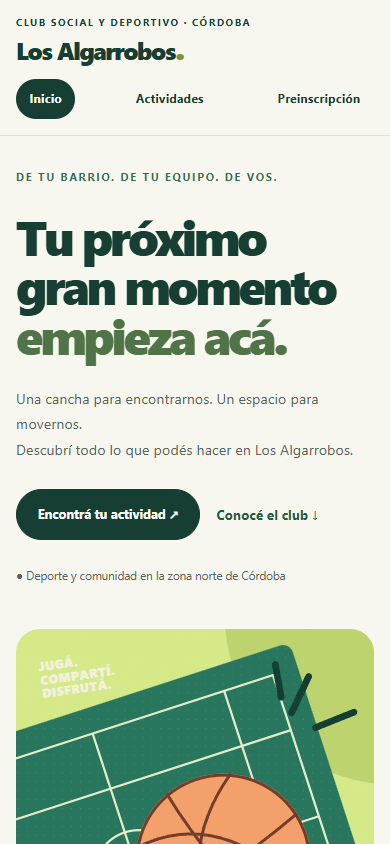 CLUB SOCIAL Y DEPORTIVO · CÓRDOBA
Los Algarrobos.
Inicio Actividades Preinscripción
DE TU BARRIO. DE TU EQUIPO. DE VOS.
Tu próximo
gran momento
empieza acá.
Una cancha para encontrarnos. Un espacio para
movernos.
Descubrí todo lo que podés hacer en Los Algarrobos.
Encontrá tu actividad ↗ Conocé el club ↓
● Deporte y comunidad en la zona norte de Córdoba
JUGÁ.
COMPARTÍ.
DISFRUTÁ.